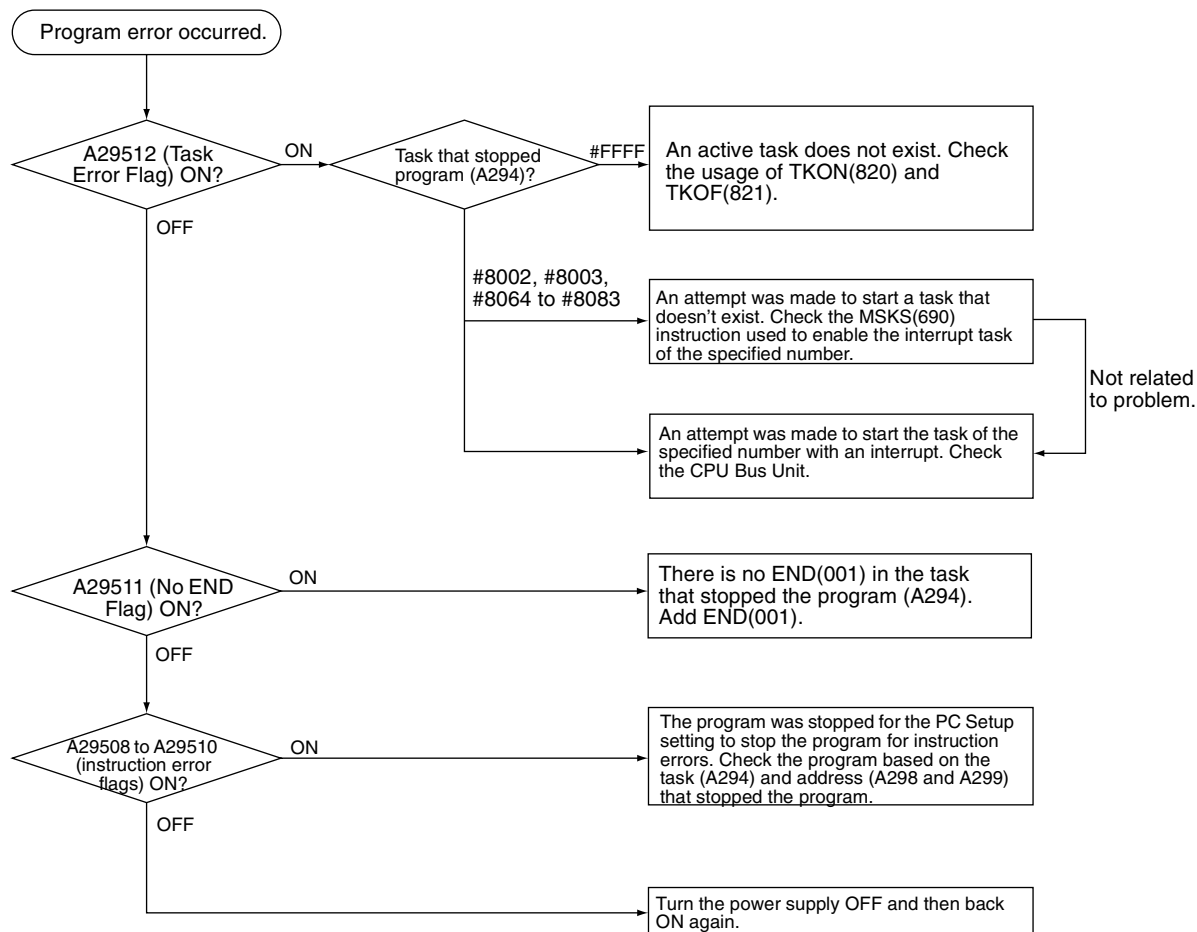 Program error occurred.
A29512 (Task
Error Flag) ON?
ON
Task that stopped
program (A294)?
#FFFF
An active task does not exist. Check
the usage of TKON(820) and
TKOF(821).
OFF
#8002, #8003,
#8064 to #8083
An attempt was made to start a task that
doesn't exist. Check the MSKS(690)
instruction used to enable the interrupt task
of the specified number.
Not related
to problem.
An attempt was made to start the task of the
specified number with an interrupt. Check
the CPU Bus Unit.
A29511 (No END
Flag) ON?
ON
There is no END(001) in the task
that stopped the program (A294).
Add END(001).
OFF
A29508 to A29510
(instruction error
flags) ON?
ON
The program was stopped for the PC Setup
setting to stop the program for instruction
errors. Check the program based on the
task (A294) and address (A298 and A299)
that stopped the program.
OFF
Turn the power supply OFF and then back
ON again.